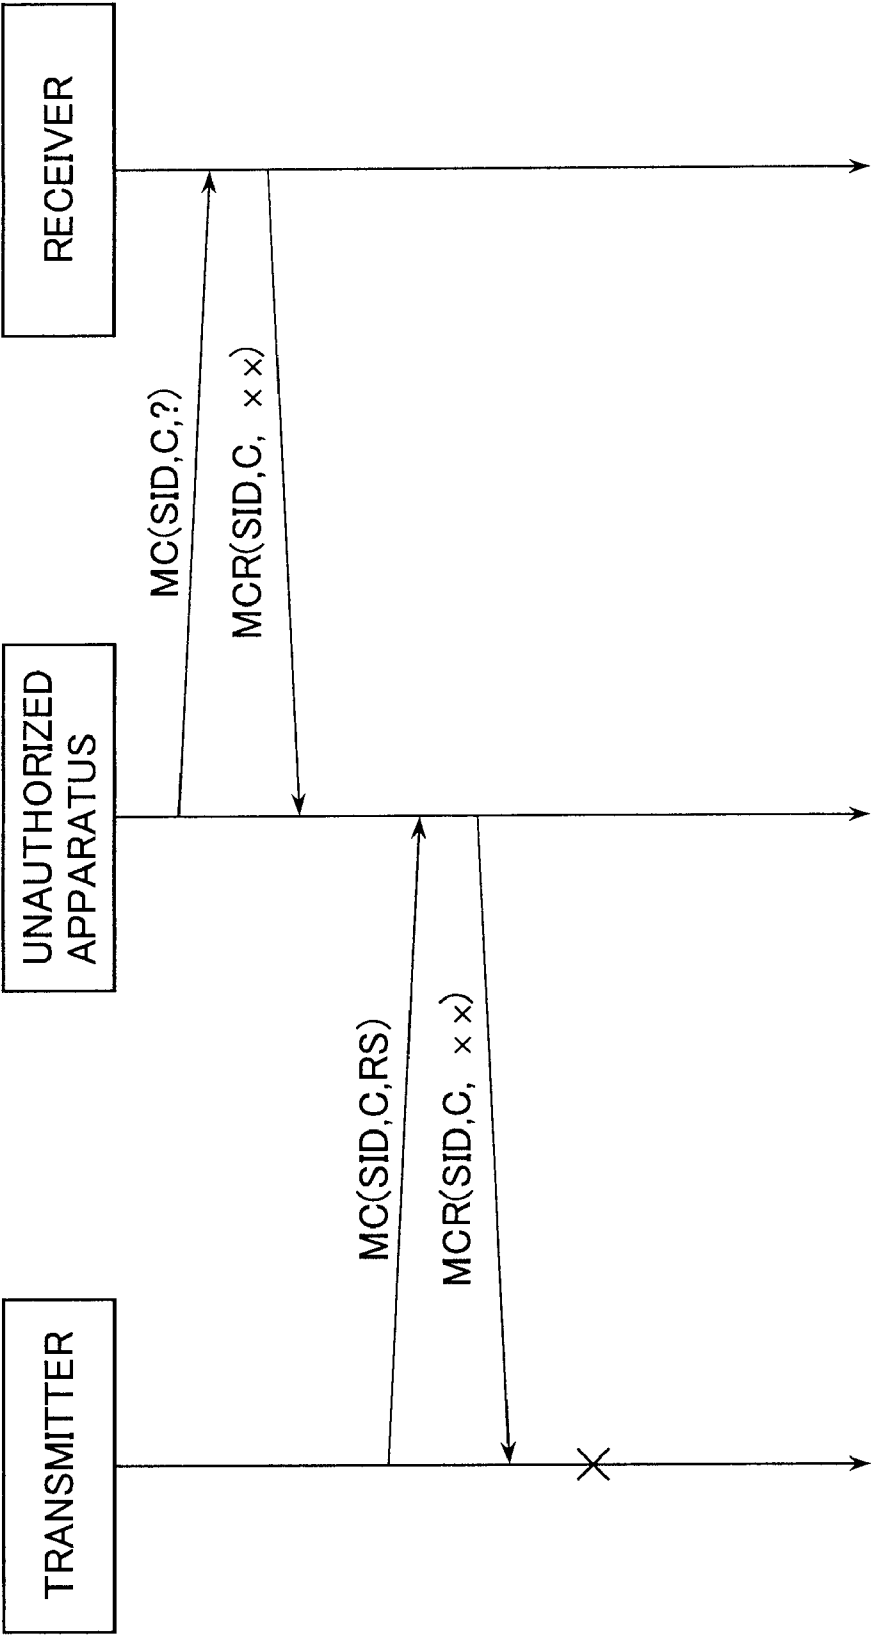 TRANSMITTER
UNAUTHORIZED
APPARATUS
RECEIVER
MC(SID,C,?)
MCR(SID,C, ××)
MC(SID,C,RS)
MCR(SID,C, ××)